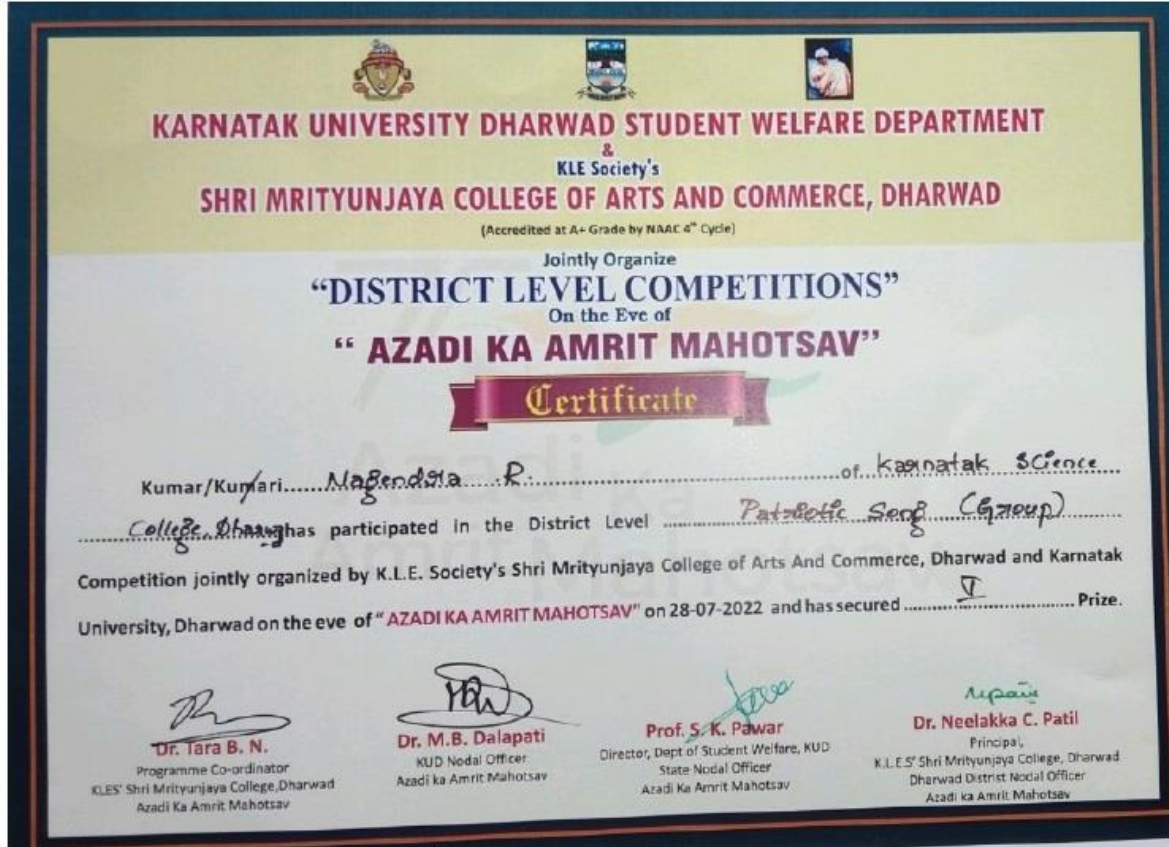 KARNATAK UNIVERSITY DHARWAD STUDENT WELFARE DEPARTMENT
&
KLE Society's
SHRI MRITYUNJAYA COLLEGE OF ARTS AND COMMERCE, DHARWAD
(Accredited at A+ Grade by NAAC 4th Cycle)
Jointly Organize
“DISTRICT LEVEL COMPETITIONS”
On the Eve of
“ AZADI KA AMRIT MAHOTSAV”
Certificate
Kumar/Kumari..... Nagendra R. .....of Karnatak Science
College, Dharwad has participated in the District Level ........... Patriotic Song (Group)
Competition jointly organized by K.L.E. Society's Shri Mrityunjaya College of Arts And Commerce, Dharwad and Karnatak
University, Dharwad on the eve of “ AZADI KA AMRIT MAHOTSAV” on 28-07-2022 and has secured ........................ Prize.
Dr. Tara B. N.
Programme Co-ordinator
KLES' Shri Mrityunjaya College,Dharwad
Azadi Ka Amrit Mahotsav
Dr. M.B. Dalapati
KUD Nodal Officer
Azadi ka Amrit Mahotsav
Prof. S. K. Pawar
Director, Dept of Student Welfare, KUD
State Nodal Officer
Azadi Ka Amrit Mahotsav
Dr. Neelakka C. Patil
Principal,
K.L.E.S' Shri Mrityunjaya College, Dharwad
Dharwad Distrist Nodal Officer
Azadi ka Amrit Mahotsav